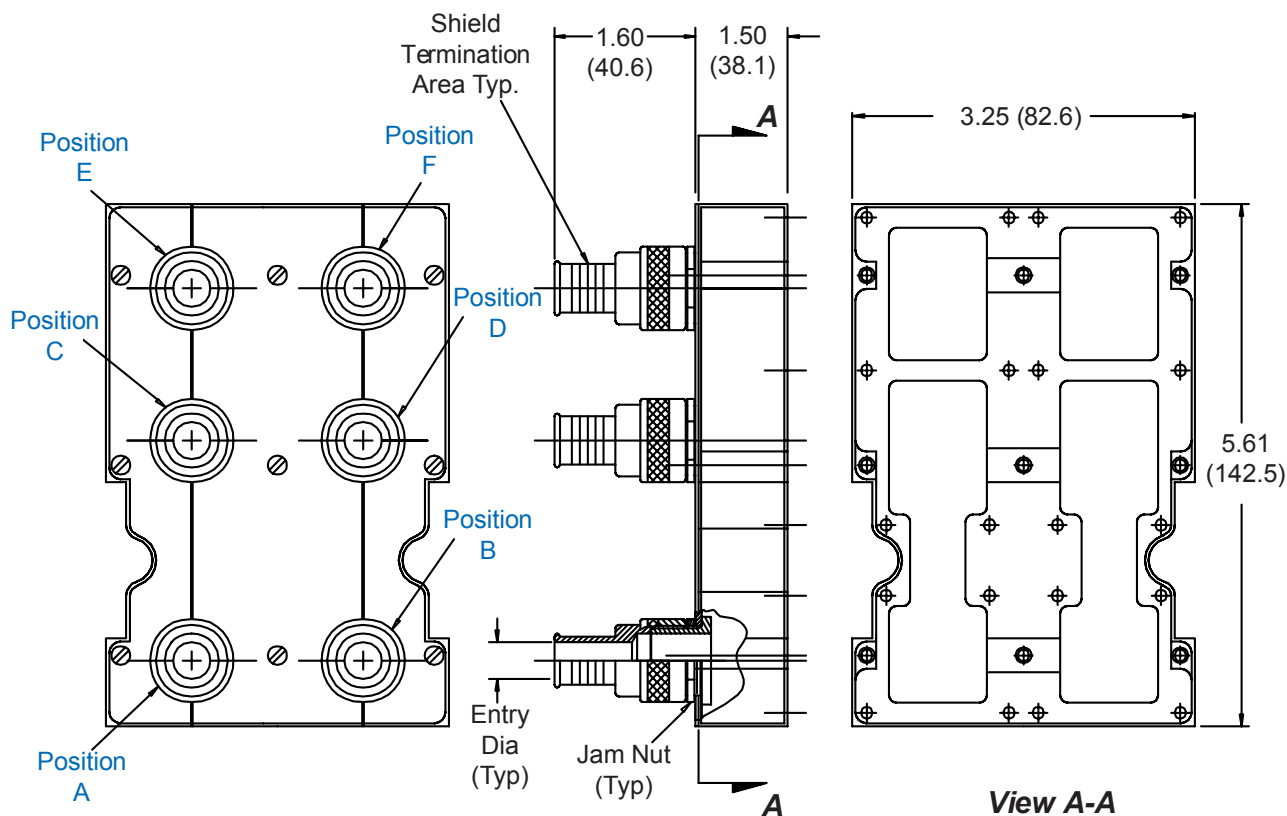 Shield
Termination
Area Typ.
1.60
(40.6)
1.50
(38.1)
A
3.25 (82.6)
Position
E
Position
F
Position
C
Position
D
5.61
(142.5)
Position
B
Entry
Dia
(Typ)
Jam Nut
(Typ)
Position
A
A
View A-A